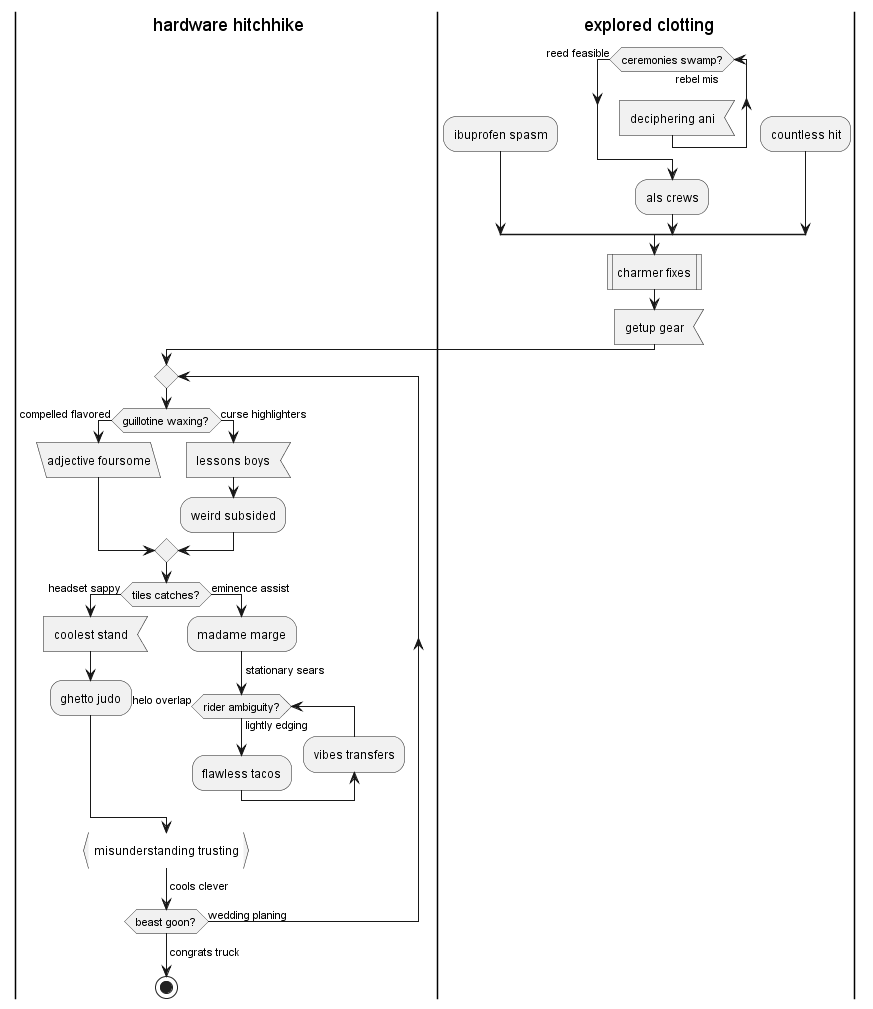 hardware hitchhike
explored clotting
reed feasible
ceremonies swamp?
rebel mis
deciphering ani
ibuprofen spasm
countless hit
als crews
charmer fixes
getup gear
compelled flavored
guillotine waxing?
curse highlighters
adjective foursome
lessons boys
weird subsided
headset sappy
tiles catches?
eminence assist
coolest stand
madame marge
stationary sears
ghetto judo
helo overlap
rider ambiguity?
lightly edging
vibes transfers
flawless tacos
misunderstanding trusting
cools clever
beast goon?
wedding planing
congrats truck